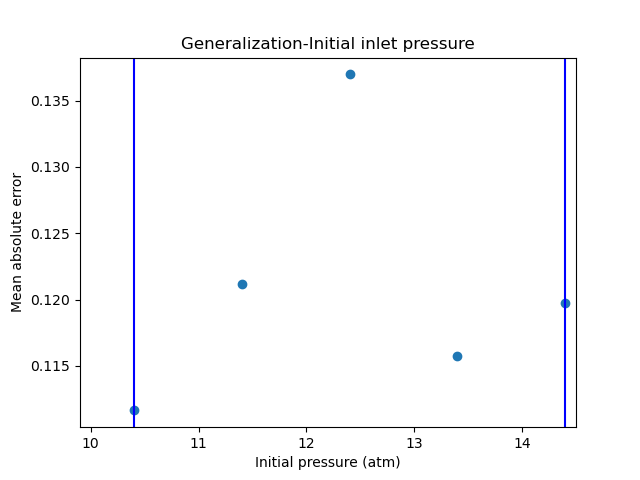 Generalization-Initial inlet pressure
Mean absolute error
0.135
0.130
0.125
0.120
0.115
10 11 12 13 14
Initial pressure (atm)